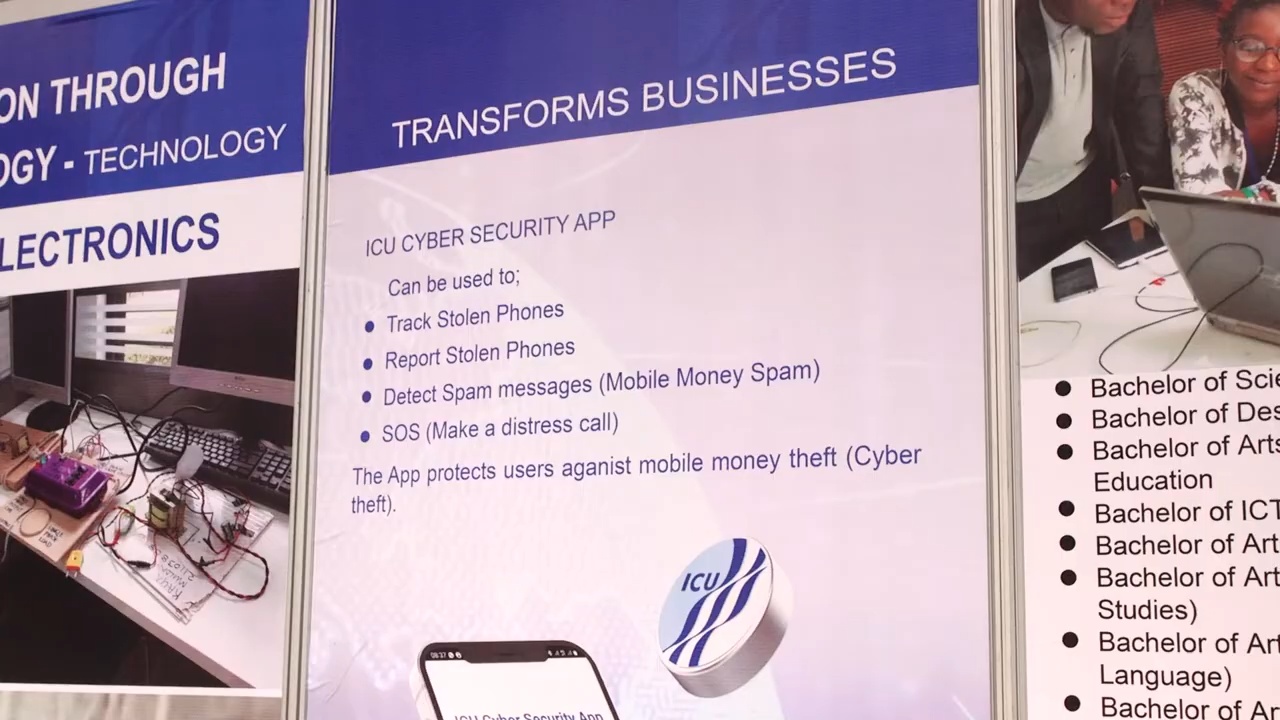 ON THROUGH
OGY - TECHNOLOGY
LECTRONICS
TRANSFORMS BUSINESSES
ICU CYBER SECURITY APP
Can be used to;
● Track Stolen Phones
● Report Stolen Phones
● Detect Spam messages (Mobile Money Spam)
● SOS (Make a distress call)
The App protects users aganist mobile money theft (Cyber
theft).
ICU
08:37
ICU Cyber Security App
● Bachelor of Scie
● Bachelor of Des
● Bachelor of Arts
Education
● Bachelor of ICT
● Bachelor of Art
● Bachelor of Art
Studies)
● Bachelor of Art
Language)
● Bachelor of Ar